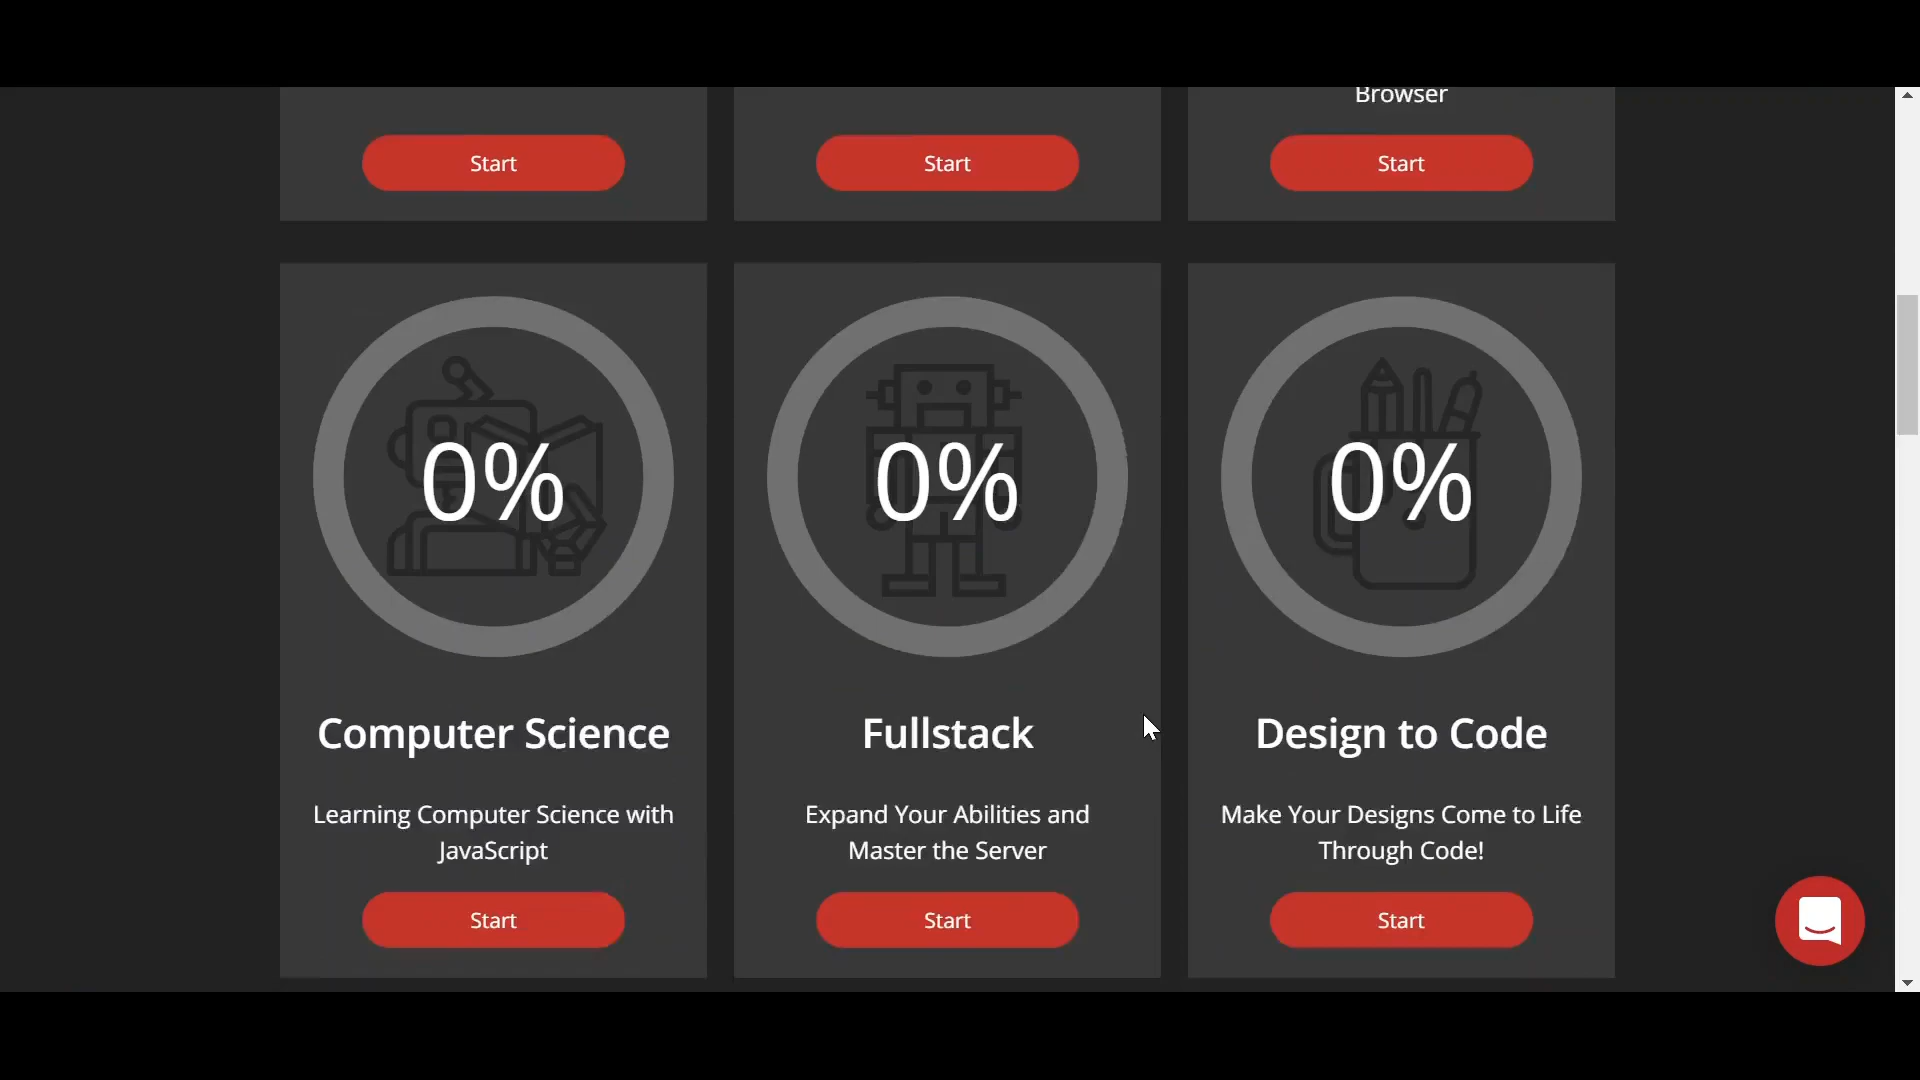 Browser
Start
Start
Start
0%
0%
0%
Computer Science
Fullstack
Design to Code
Learning Computer Science with
JavaScript
Expand Your Abilities and
Master the Server
Make Your Designs Come to Life
Through Code!
Start
Start
Start